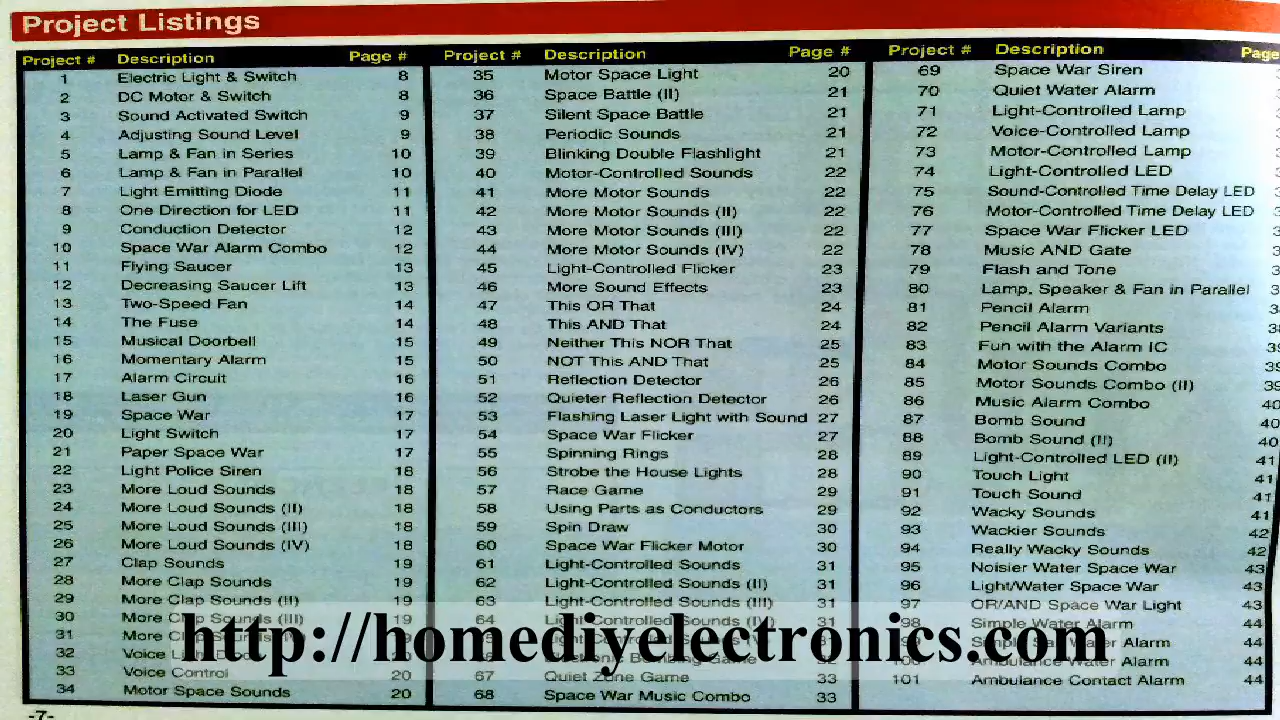 Project Listings
Project # Description Page #
1 Electric Light & Switch 8
2 DC Motor & Switch 8
3 Sound Activated Switch 9
4 Adjusting Sound Level 9
5 Lamp & Fan in Series 10
6 Lamp & Fan in Parallel 10
7 Light Emitting Diode 11
8 One Direction for LED 11
9 Conduction Detector 12
10 Space War Alarm Combo 12
11 Flying Saucer 13
12 Decreasing Saucer Lift 13
13 Two-Speed Fan 14
14 The Fuse 14
15 Musical Doorbell 15
16 Momentary Alarm 15
17 Alarm Circuit 16
18 Laser Gun 16
19 Space War 17
20 Light Switch 17
21 Paper Space War 17
22 Light Police Siren 18
23 More Loud Sounds 18
24 More Loud Sounds (II) 18
25 More Loud Sounds (III) 18
26 More Loud Sounds (IV) 18
27 Clap Sounds 19
28 More Clap Sounds 19
29 More Clap Sounds (II) 19
30 More Clap Sounds (III) 19
31 More
32 Voice
33 Voice Control 20
34 Motor Space Sounds 20
-7-
Project # Description Page #
35 Motor Space Light 20
36 Space Battle (II) 21
37 Silent Space Battle 21
38 Periodic Sounds 21
39 Blinking Double Flashlight 21
40 Motor-Controlled Sounds 22
41 More Motor Sounds 22
42 More Motor Sounds (II) 22
43 More Motor Sounds (III) 22
44 More Motor Sounds (IV) 22
45 Light-Controlled Flicker 23
46 More Sound Effects 23
47 This OR That 24
48 This AND That 24
49 Neither This NOR That 25
50 NOT This AND That 25
51 Reflection Detector 26
52 Quieter Reflection Detector 26
53 Flashing Laser Light with Sound 27
54 Space War Flicker 27
55 Spinning Rings 28
56 Strobe the House Lights 28
57 Race Game 29
58 Using Parts as Conductors 29
59 Spin Draw 30
60 Space War Flicker Motor 30
61 Light-Controlled Sounds 31
62 Light-Controlled Sounds (II) 31
63 Light-Controlled Sounds (III) 31
64 Light-Controlled Sounds 31
67 Quiet Zone Game 33
68 Space War Music Combo 33
Project # Description Page
69 Space War Siren
70 Quiet Water Alarm
71 Light-Controlled Lamp
72 Voice-Controlled Lamp
73 Motor-Controlled Lamp
74 Light-Controlled LED
75 Sound-Controlled Time Delay LED
76 Motor-Controlled Time Delay LED
77 Space War Flicker LED
78 Music AND Gate
79 Flash and Tone
80 Lamp, Speaker & Fan in Parallel
81 Pencil Alarm
82 Pencil Alarm Variants
83 Fun with the Alarm IC
84 Motor Sounds Combo 39
85 Motor Sounds Combo (II) 39
86 Music Alarm Combo 40
87 Bomb Sound 40
88 Bomb Sound (II) 40
89 Light-Controlled LED (II) 41
90 Touch Light 41
91 Touch Sound 41
92 Wacky Sounds 41
93 Wackier Sounds 42
94 Really Wacky Sounds 42
95 Noisier Water Space War 43
96 Light/Water Space War 43
97 OR/AND Space War Light 43
98 Simple Water Alarm 44
Water Alarm 44
Ambulance Water Alarm 44
101 Ambulance Contact Alarm 44
http://homediyelectronics.com